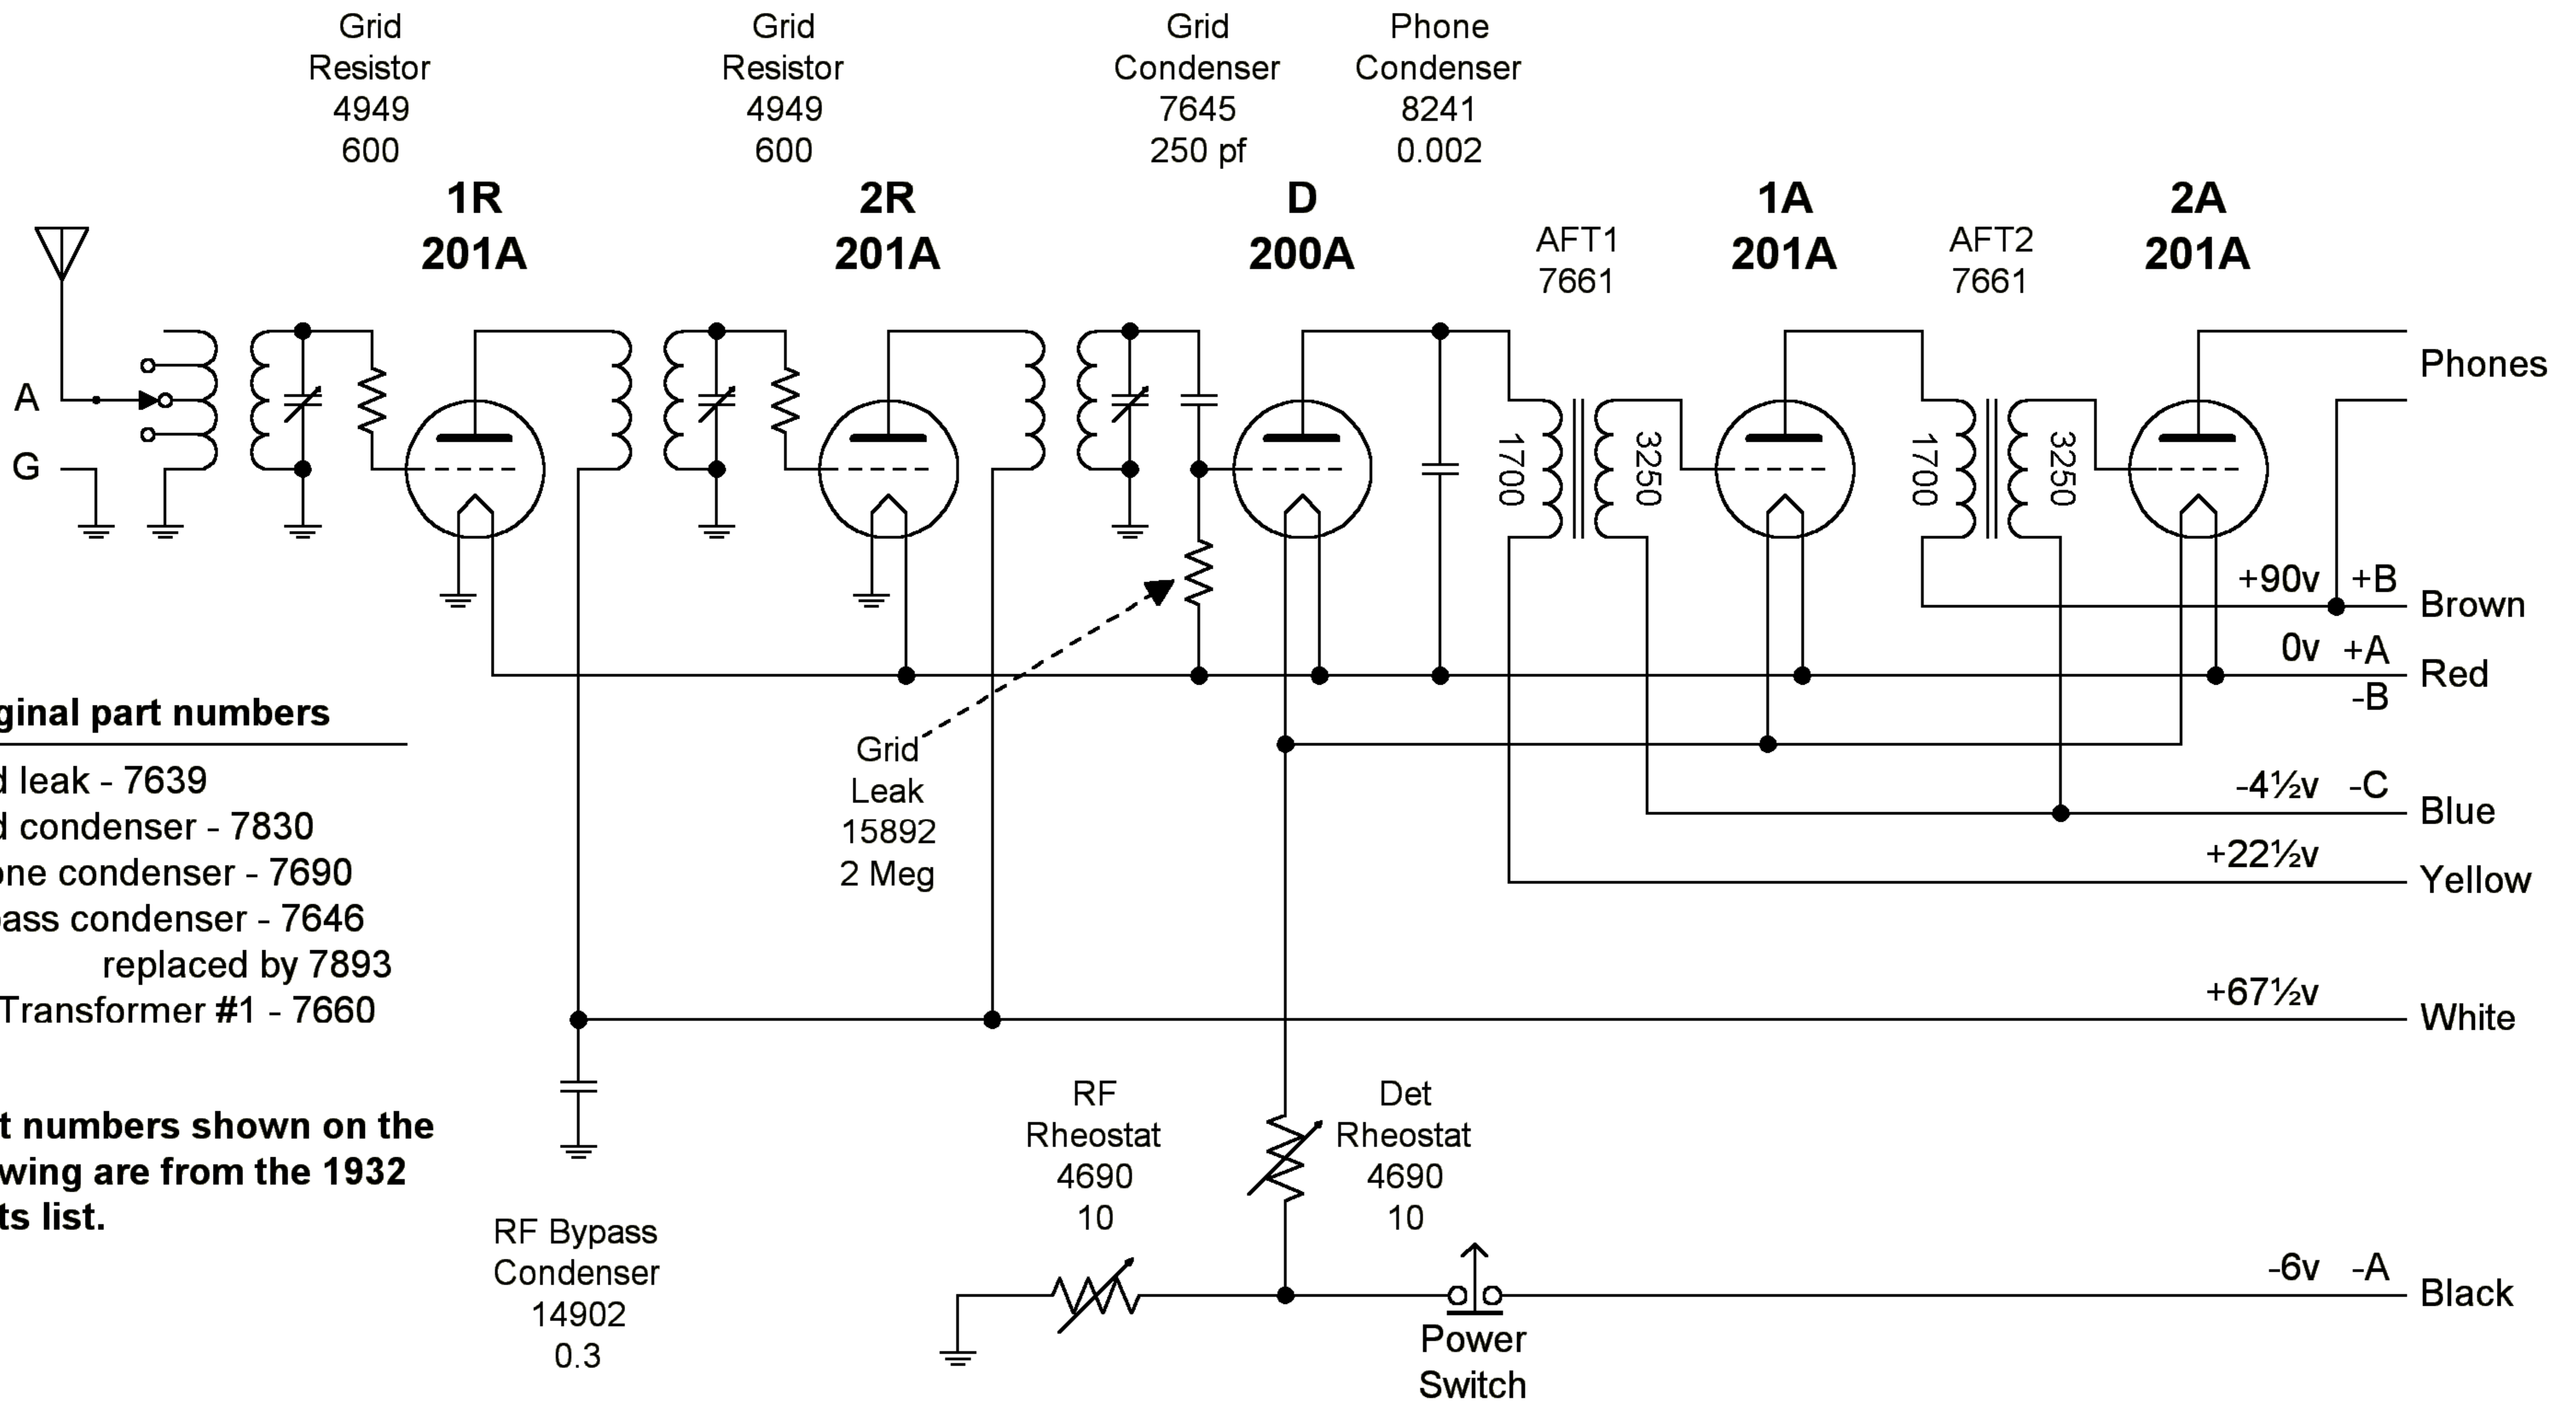 Grid
Resistor
4949
600
Grid
Resistor
4949
600
Grid
Condenser
7645
250 pf
Phone
Condenser
8241
0.002
1R
201A
2R
201A
D
200A
AFT1
7661
1A
201A
AFT2
7661
2A
201A
A
G
1700
3250
1700
3250
Phones
+90v +B
Brown
0v +A
Red
-B
-4½v -C
Blue
+22½v
Yellow
+67½v
White
-6v -A
Black
ginal part numbers
d leak - 7639
d condenser - 7830
one condenser - 7690
pass condenser - 7646
replaced by 7893
Transformer #1 - 7660
t numbers shown on the
wing are from the 1932
ts list.
Grid
Leak
15892
2 Meg
RF Bypass
Condenser
14902
0.3
RF
Rheostat
4690
10
Det
Rheostat
4690
10
Power
Switch